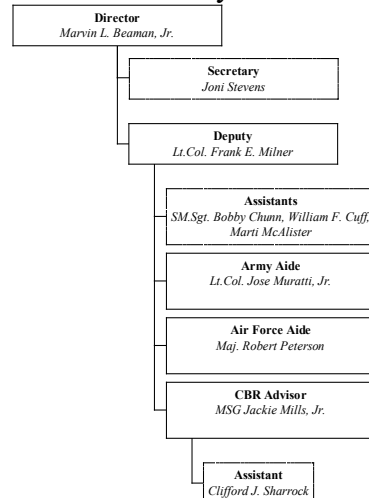 Director
Marvin L. Beaman, Jr.
Secretary
Joni Stevens
Deputy
Lt.Col. Frank E. Milner
Assistants
SM.Sgt. Bobby Chunn, William F. Cuff,
Marti McAlister
Army Aide
Lt.Col. Jose Muratti, Jr.
Air Force Aide
Maj. Robert Peterson
CBR Advisor
MSG Jackie Mills, Jr.
Assistant
Clifford J. Sharrock